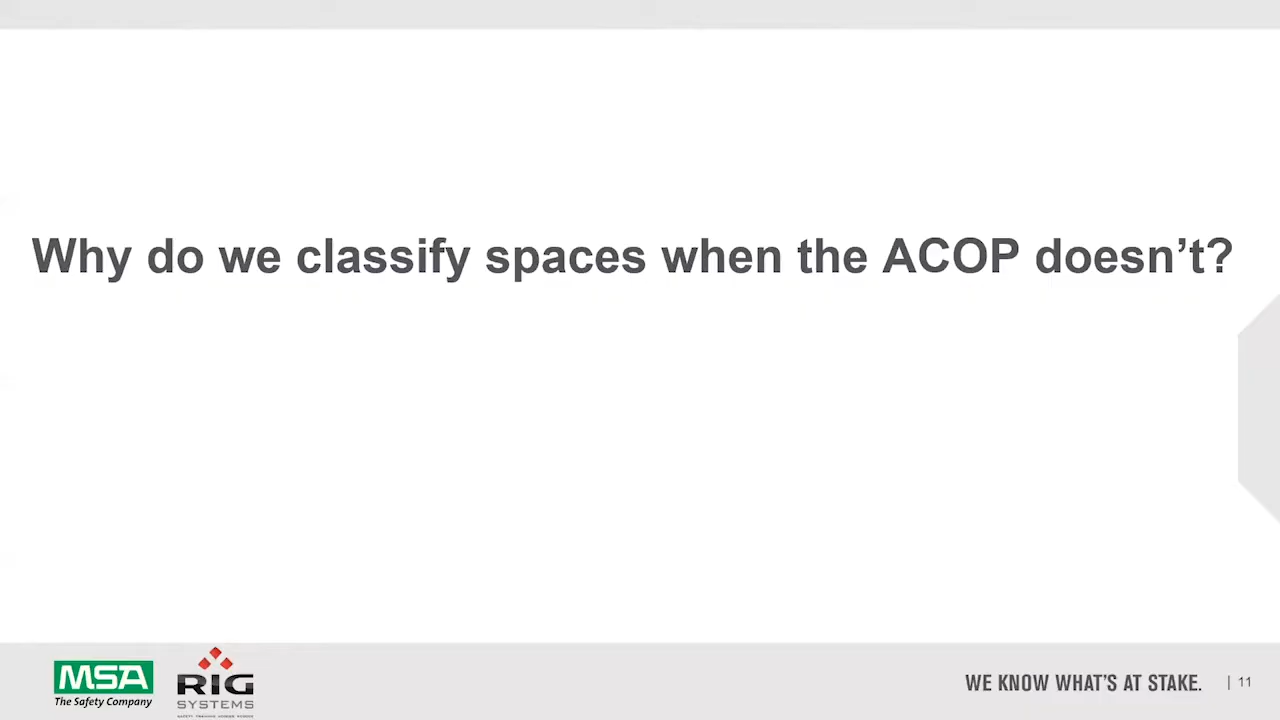 Why do we classify spaces when the ACOP doesn’t?
MSA
The Safety Company
RIG
SYSTEMS
WE KNOW WHAT’S AT STAKE.
| 11